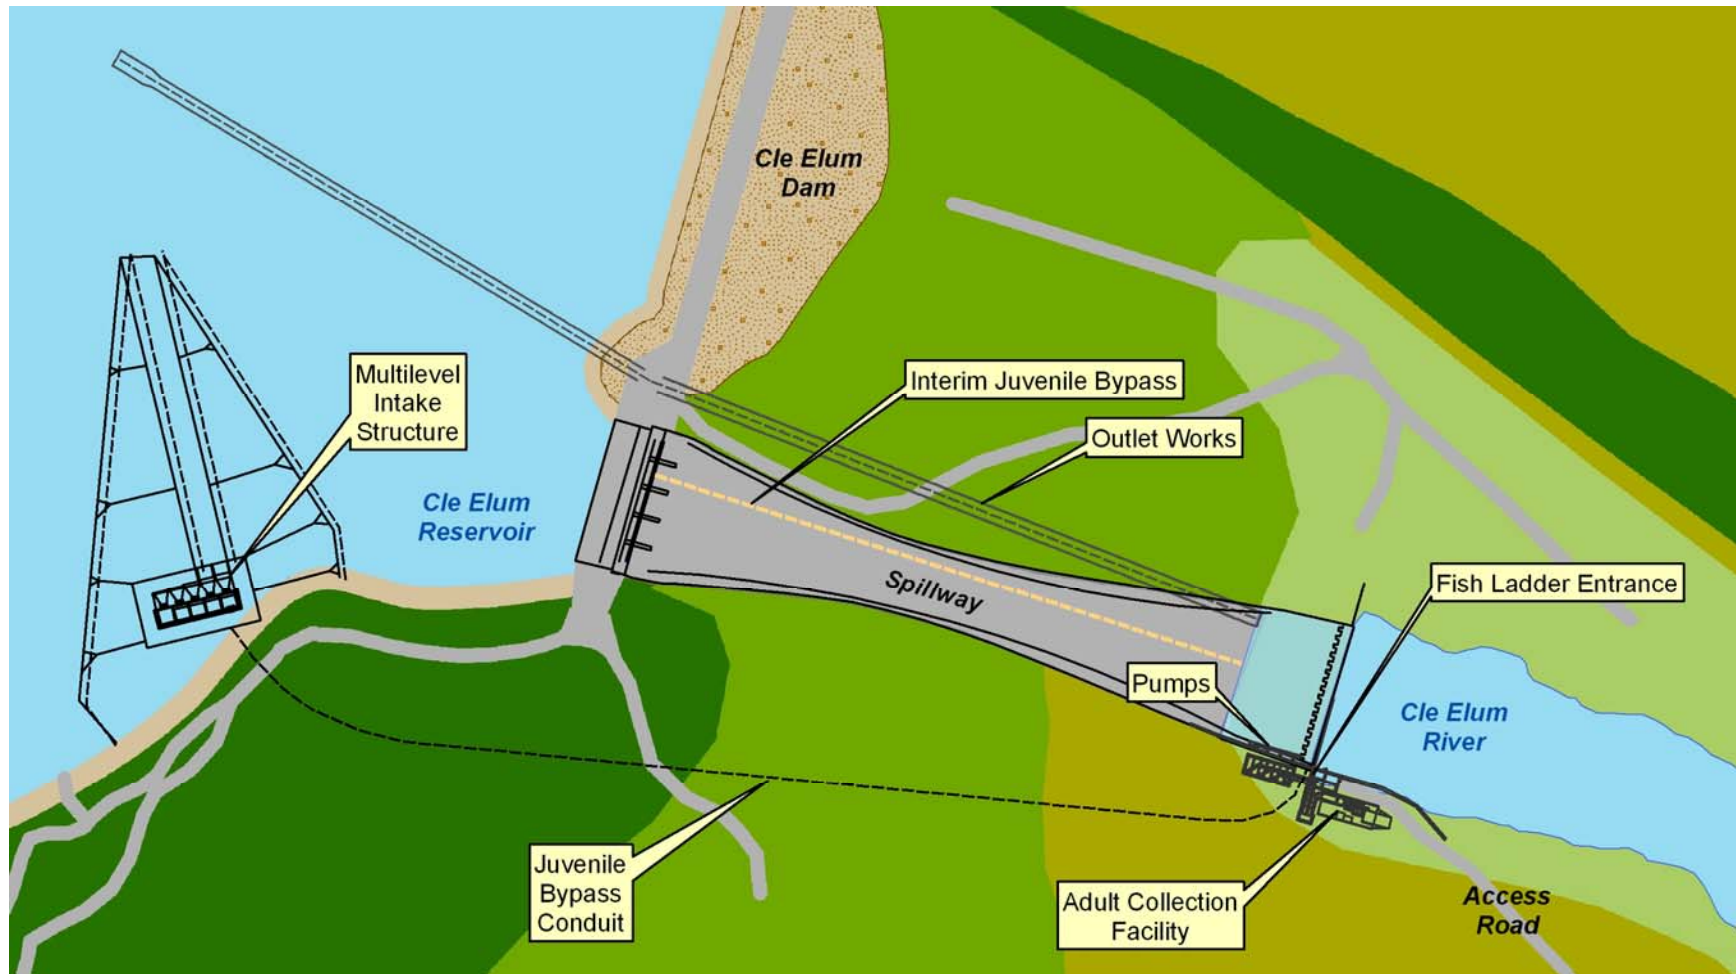 Cle Elum
Dam
Multilevel
Intake
Structure
Interim Juvenile Bypass
Outlet Works
Cle Elum
Reservoir
Spillway
Fish Ladder Entrance
Pumps
Cle Elum
River
Juvenile
Bypass
Conduit
Adult Collection
Facility
Access
Road